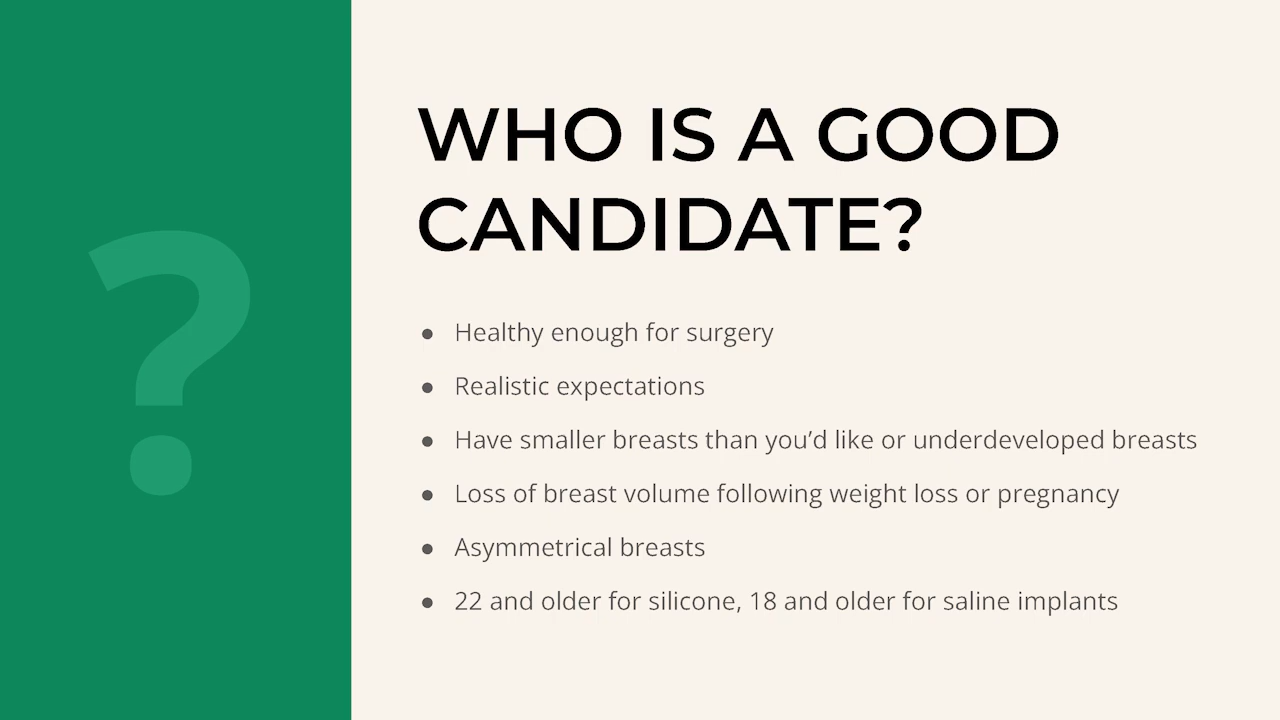 ?
WHO IS A GOOD
CANDIDATE?
● Healthy enough for surgery
● Realistic expectations
● Have smaller breasts than you’d like or underdeveloped breasts
● Loss of breast volume following weight loss or pregnancy
● Asymmetrical breasts
● 22 and older for silicone, 18 and older for saline implants